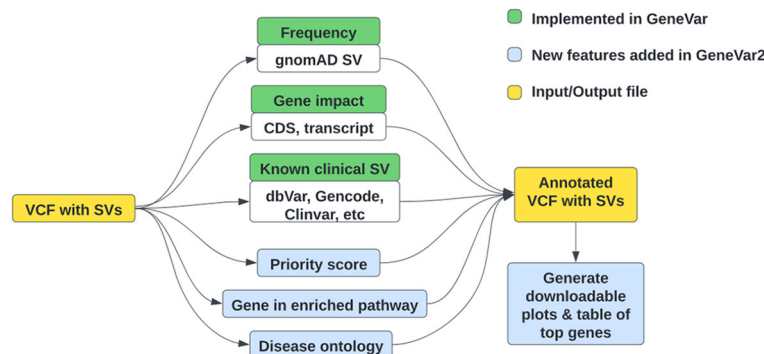 Frequency
gnomAD SV
Gene impact
CDS, transcript
Known clinical SV
dbVar, Gencode,
Clinvar, etc
VCF with SVs
Priority score
Gene in enriched pathway
Disease ontology
Annotated
VCF with SVs
Generate
downloadable
plots & table of
top genes
Implemented in GeneVar
New features added in GeneVar2
Input/Output file